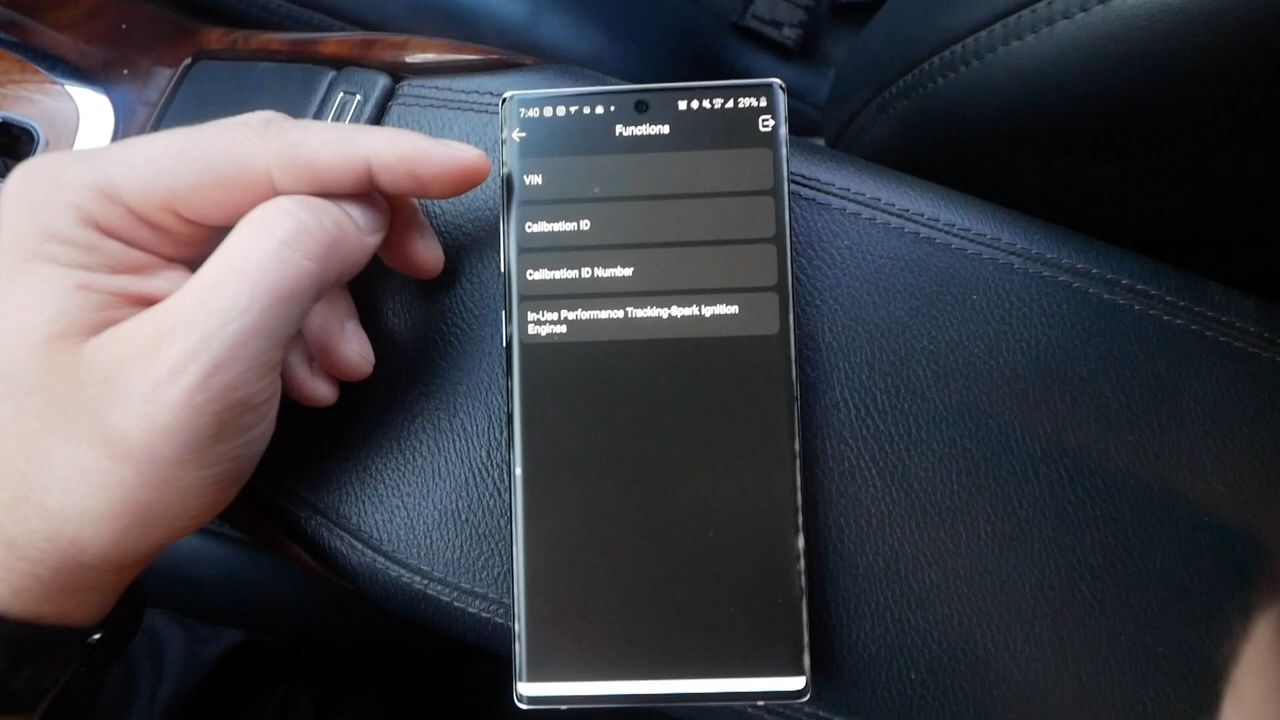 7:40
29%
Functions
VIN
Calibration ID
Calibration ID Number
In-Use Performance Tracking-Spark Ignition
Engines